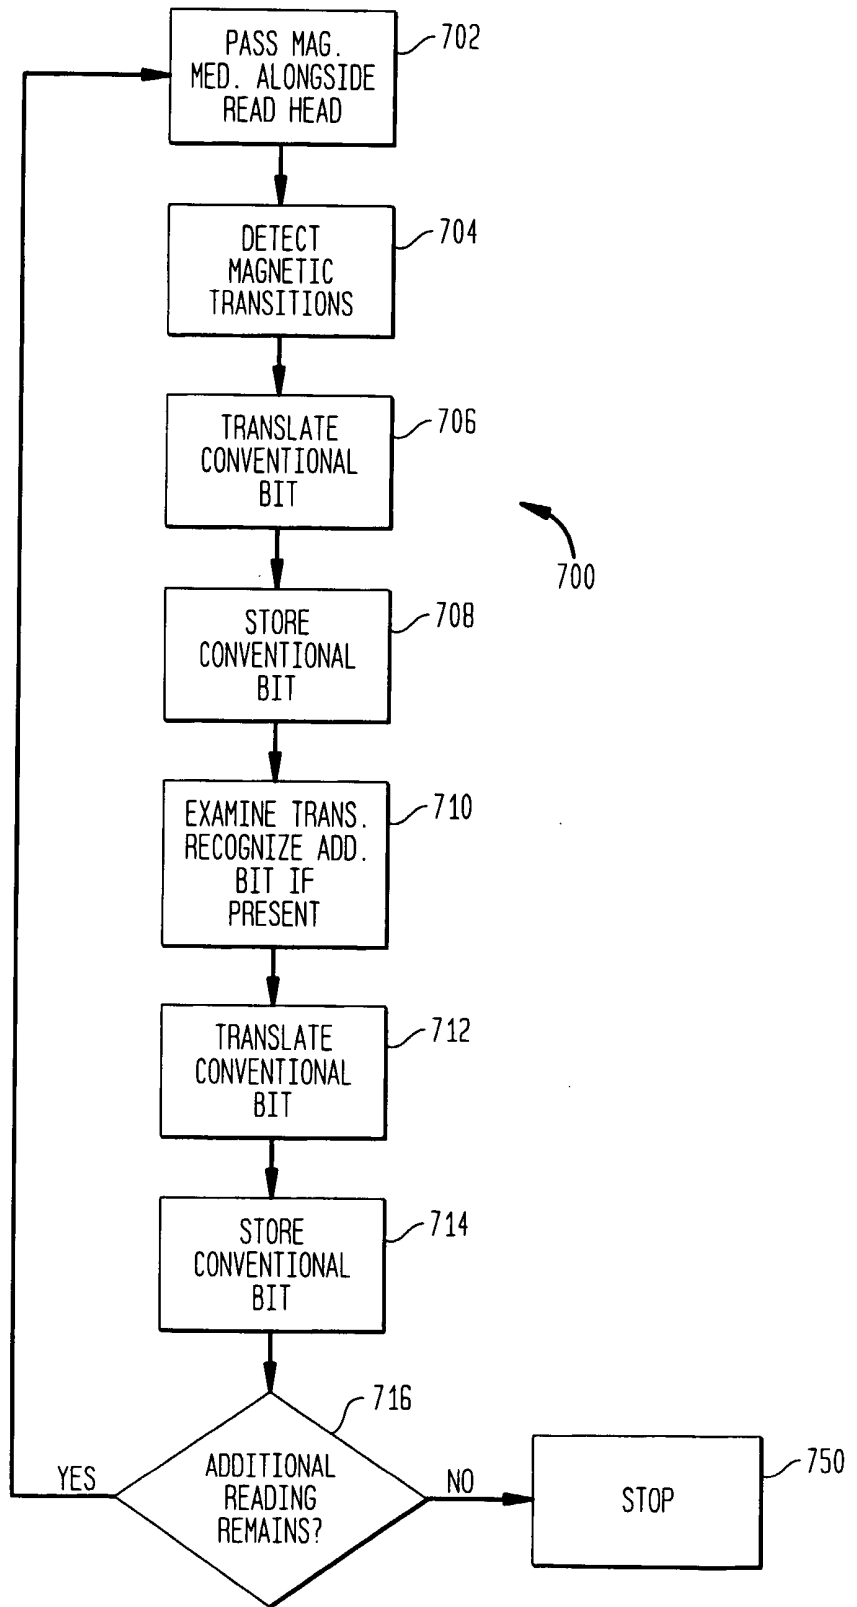 PASS MAG.
MED. ALONGSIDE
READ HEAD
702
DETECT
MAGNETIC
TRANSITIONS
704
TRANSLATE
CONVENTIONAL
BIT
706
700
STORE
CONVENTIONAL
BIT
708
EXAMINE TRANS.
RECOGNIZE ADD.
BIT IF
PRESENT
710
TRANSLATE
CONVENTIONAL
BIT
712
STORE
CONVENTIONAL
BIT
714
716
ADDITIONAL
READING
REMAINS?
YES
NO
STOP
750